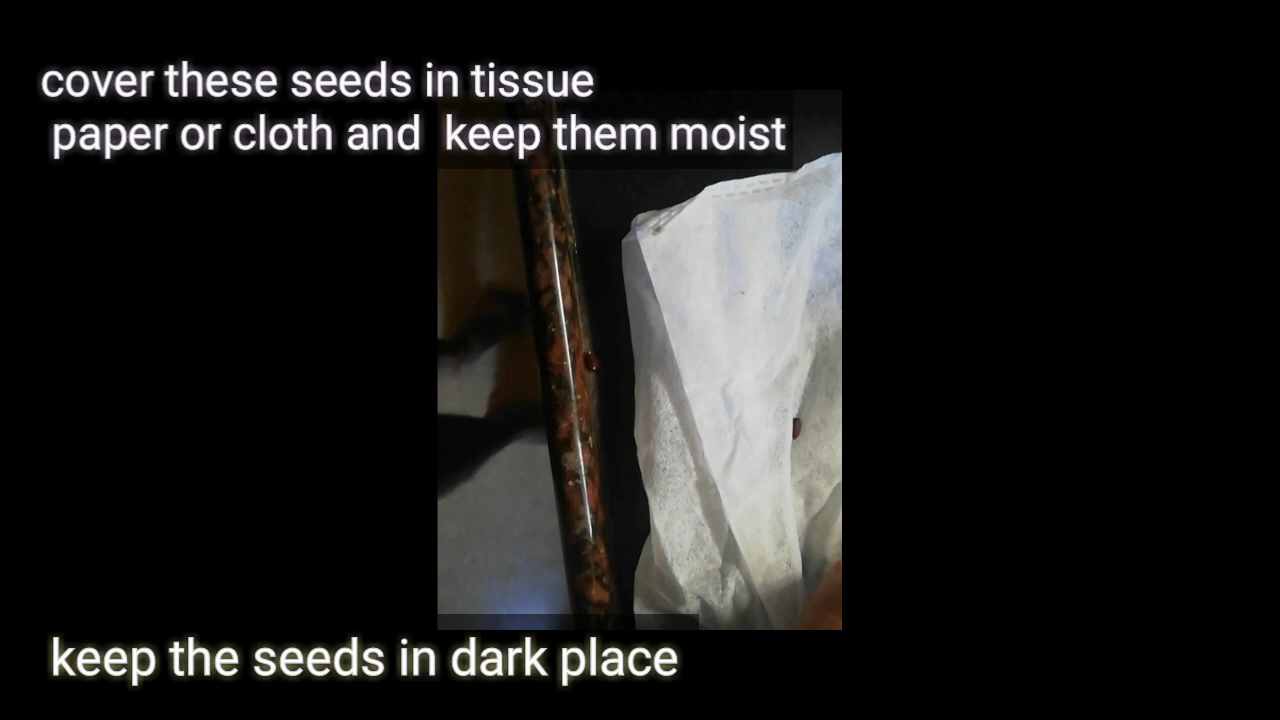 cover these seeds in tissue
paper or cloth and keep them moist
keep the seeds in dark place